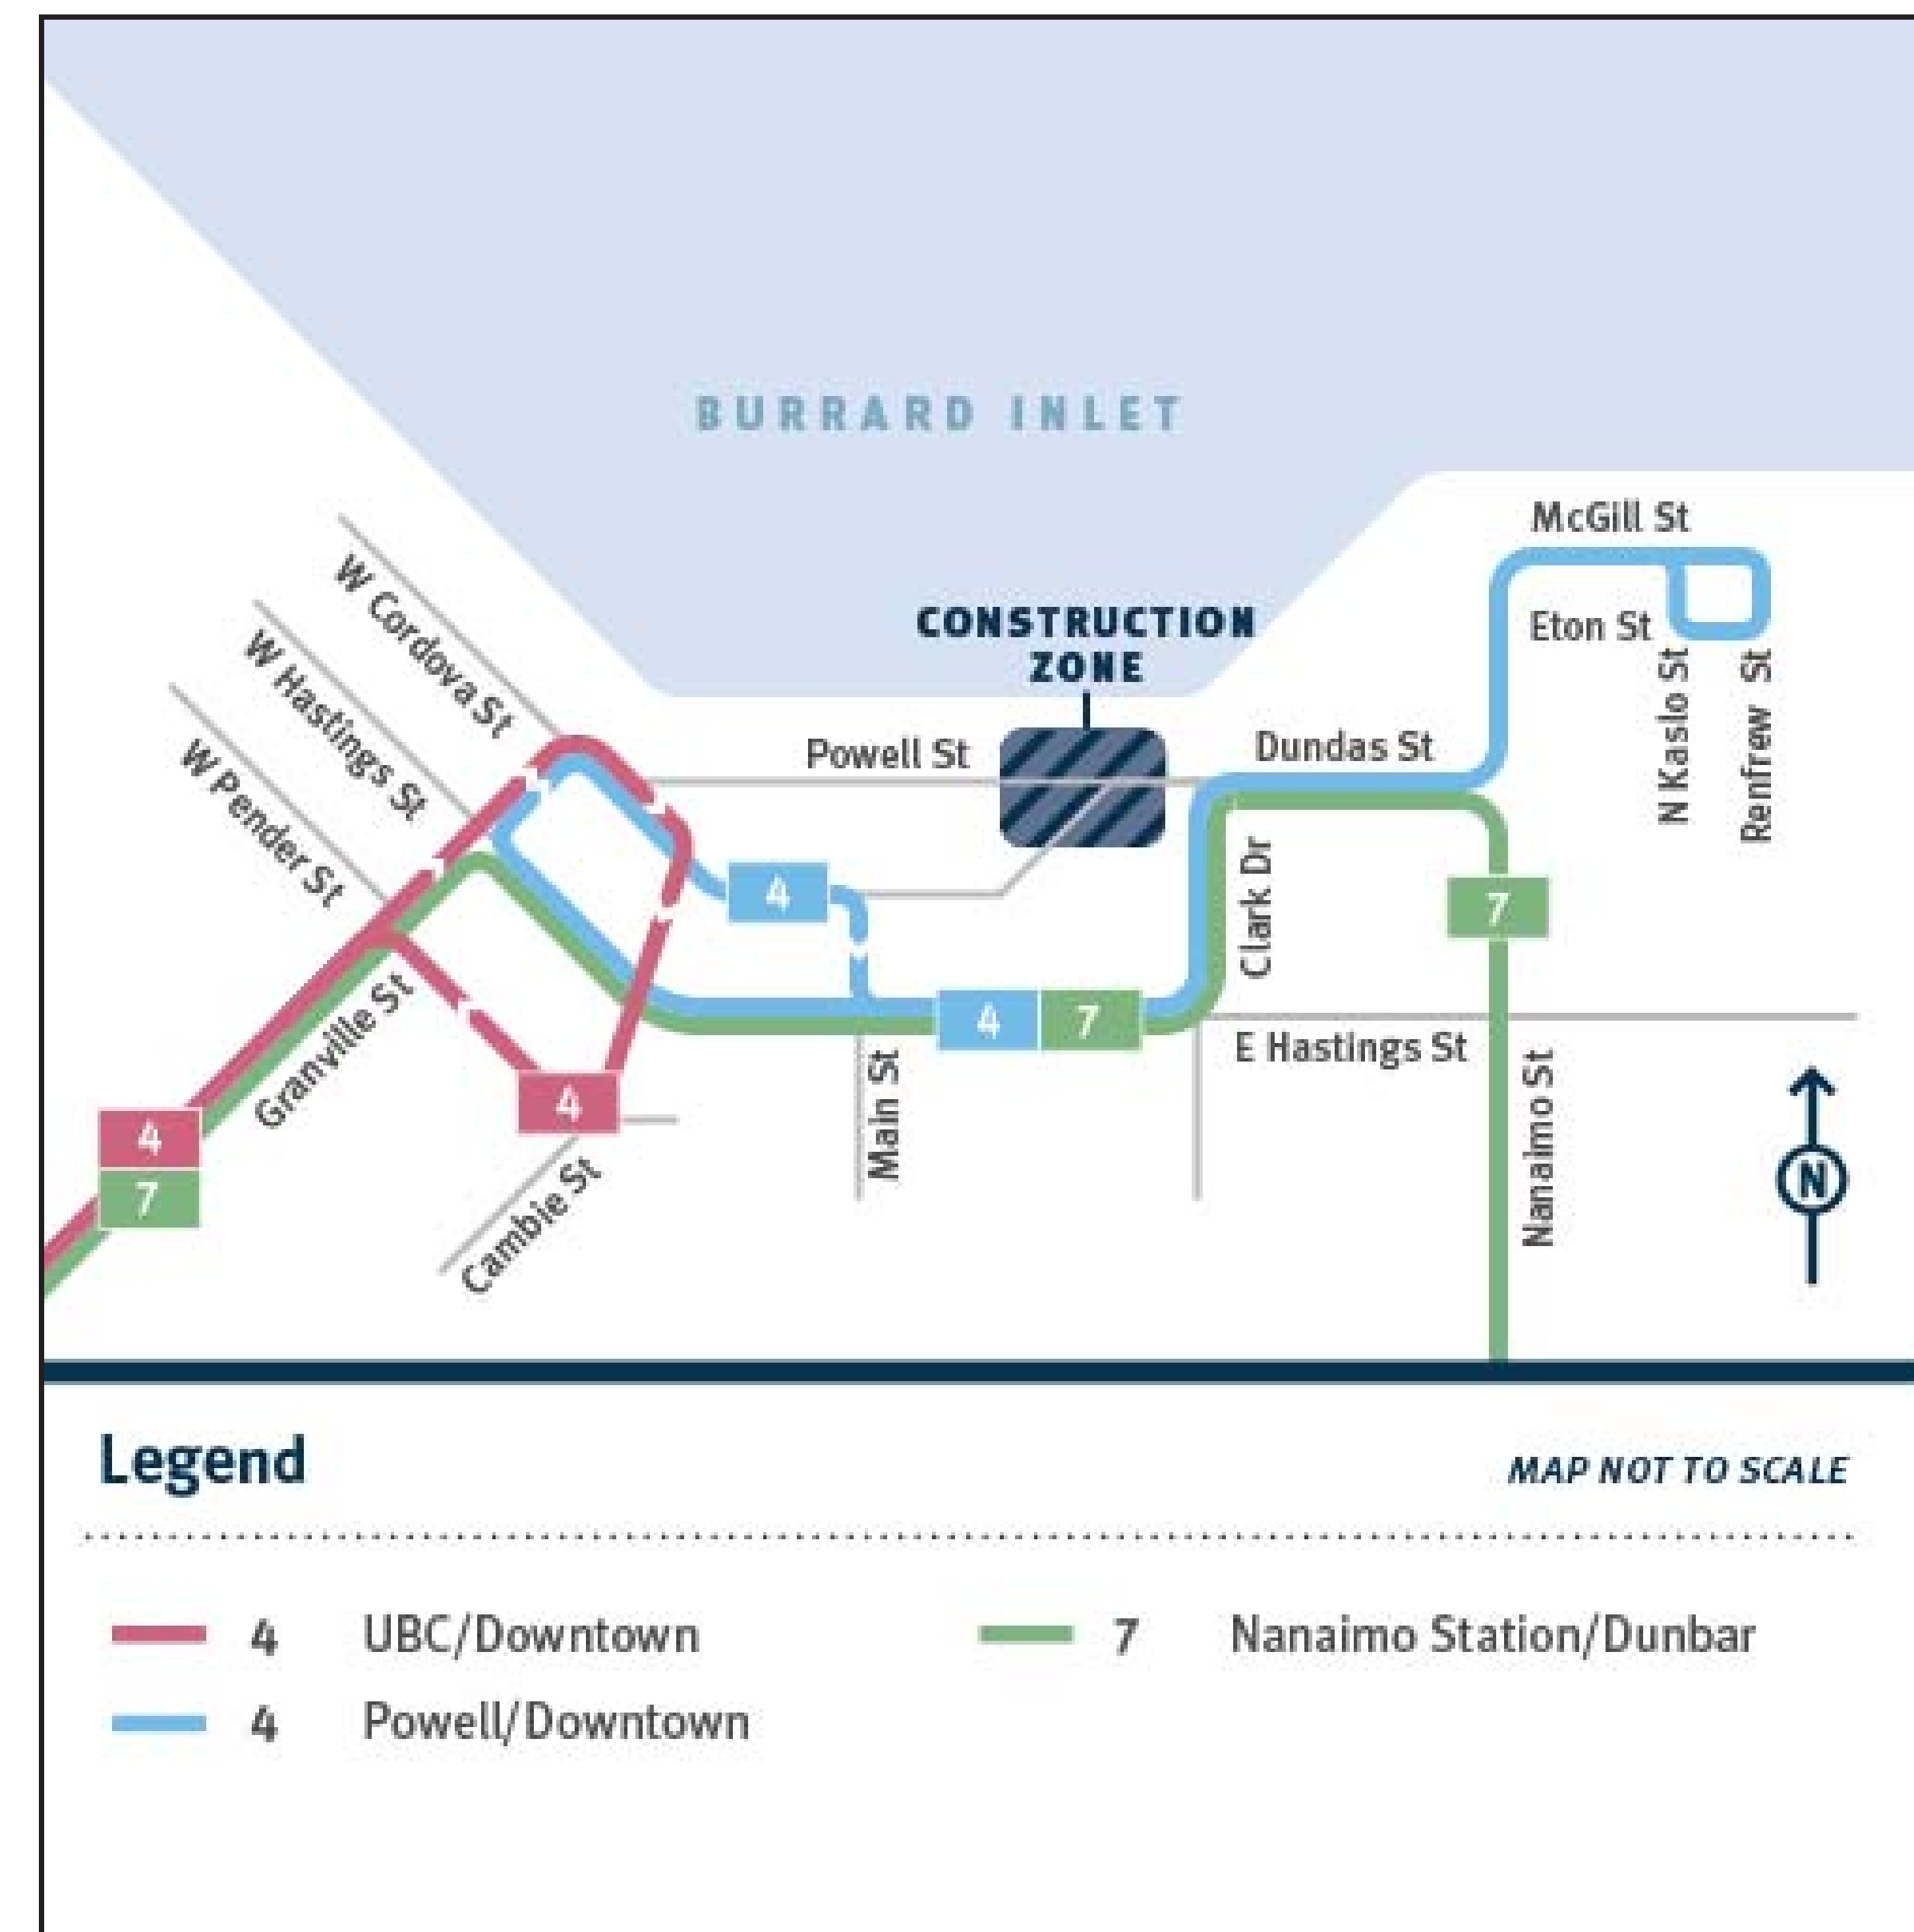 BURRARD INLET
McGill St
W Cordova St
CONSTRUCTION
ZONE
Eton St
W Hastings St
N Kaslo St
Renfrew St
W Pender St
Powell St
Dundas St
4
7
Clark Dr
Granville St
4
7
E Hastings St
4
Main St
Nanaimo St
4
7
Cambie St
N
Legend
MAP NOT TO SCALE
4 UBC/Downtown
7 Nanaimo Station/Dunbar
4 Powell/Downtown